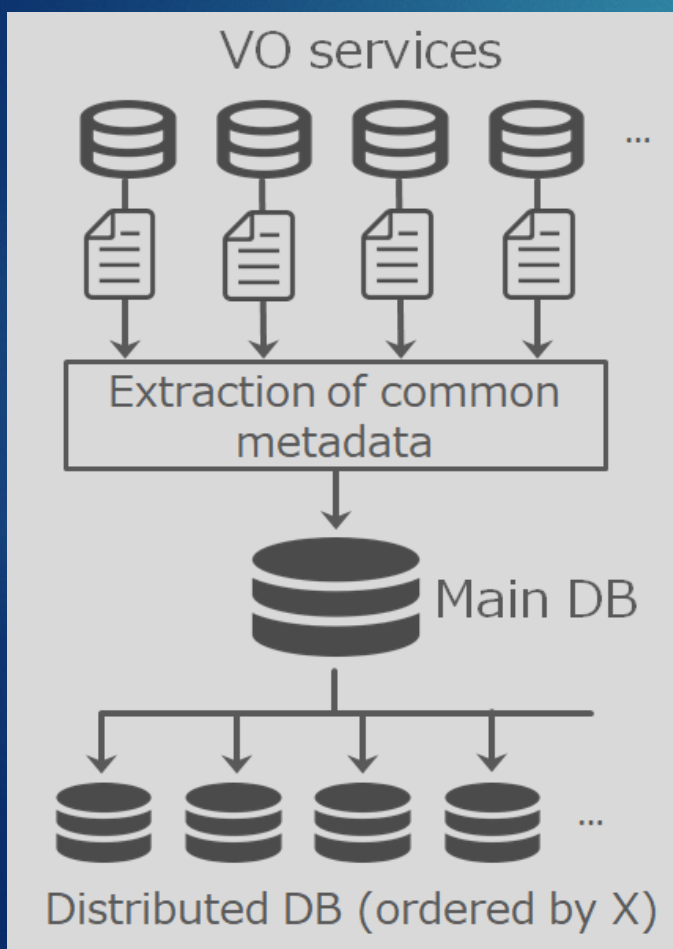 VO services
...
Extraction of common
metadata
Main DB
...
Distributed DB (ordered by X)